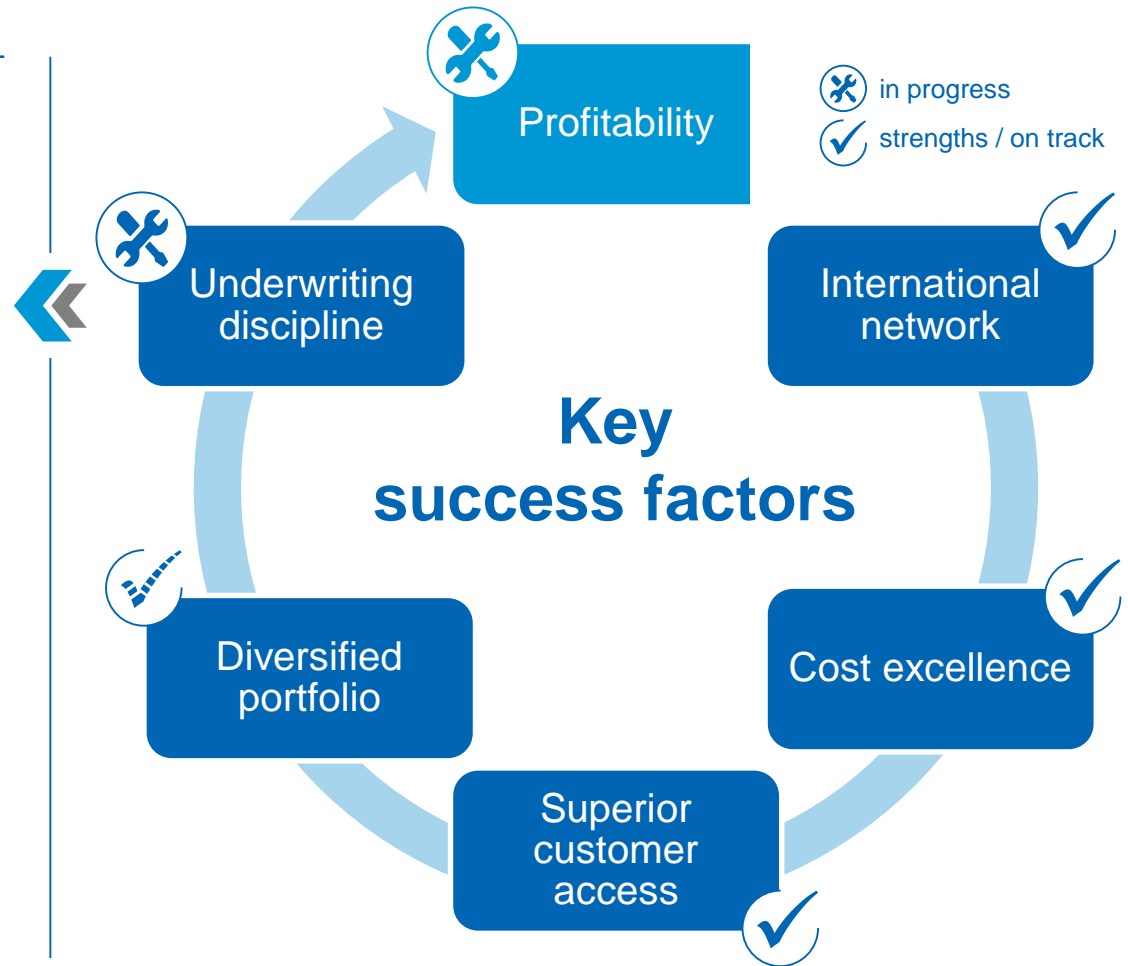 Profitability
in progress
strengths / on track
Underwriting
discipline
International
network
Key
success factors
Diversified
portfolio
Cost excellence
Superior
customer
access